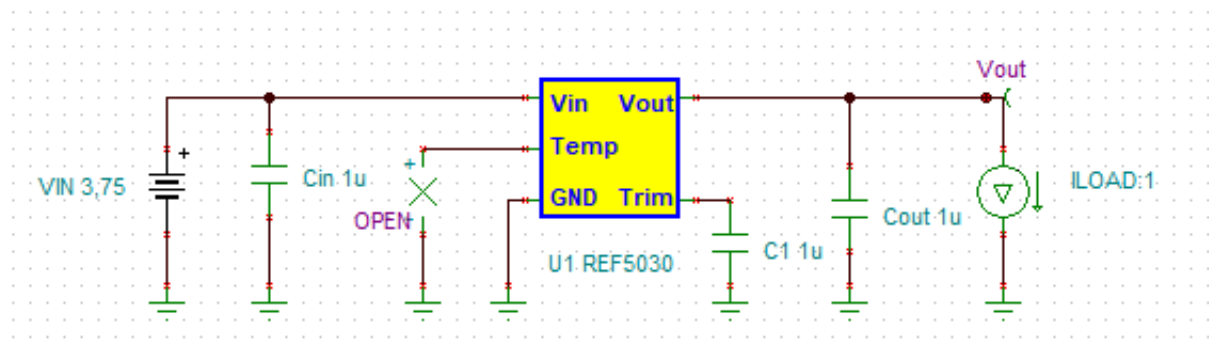 Vout
Vin Vout
Temp
GND Trim
VIN 3,75
+
Cin 1u
+
OPEN
+
U1 REF5030
C1 1u
Cout 1u
ILOAD:1